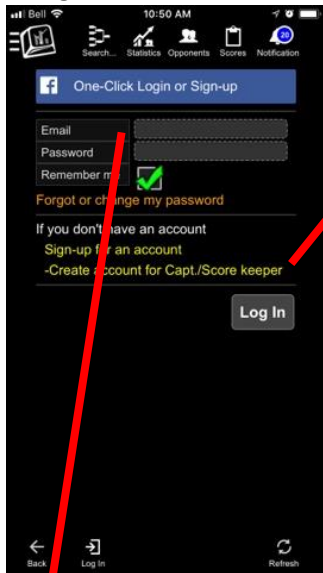 Bell 10:50 AM
Search... Statistics Opponents Scores Notification
20
f One-Click Login or Sign-up
Email
Password
Remember me
Forgot or change my password
If you don't have an account
Sign-up for an account
-Create account for Capt./Score keeper
Log In
Back Log In Refresh